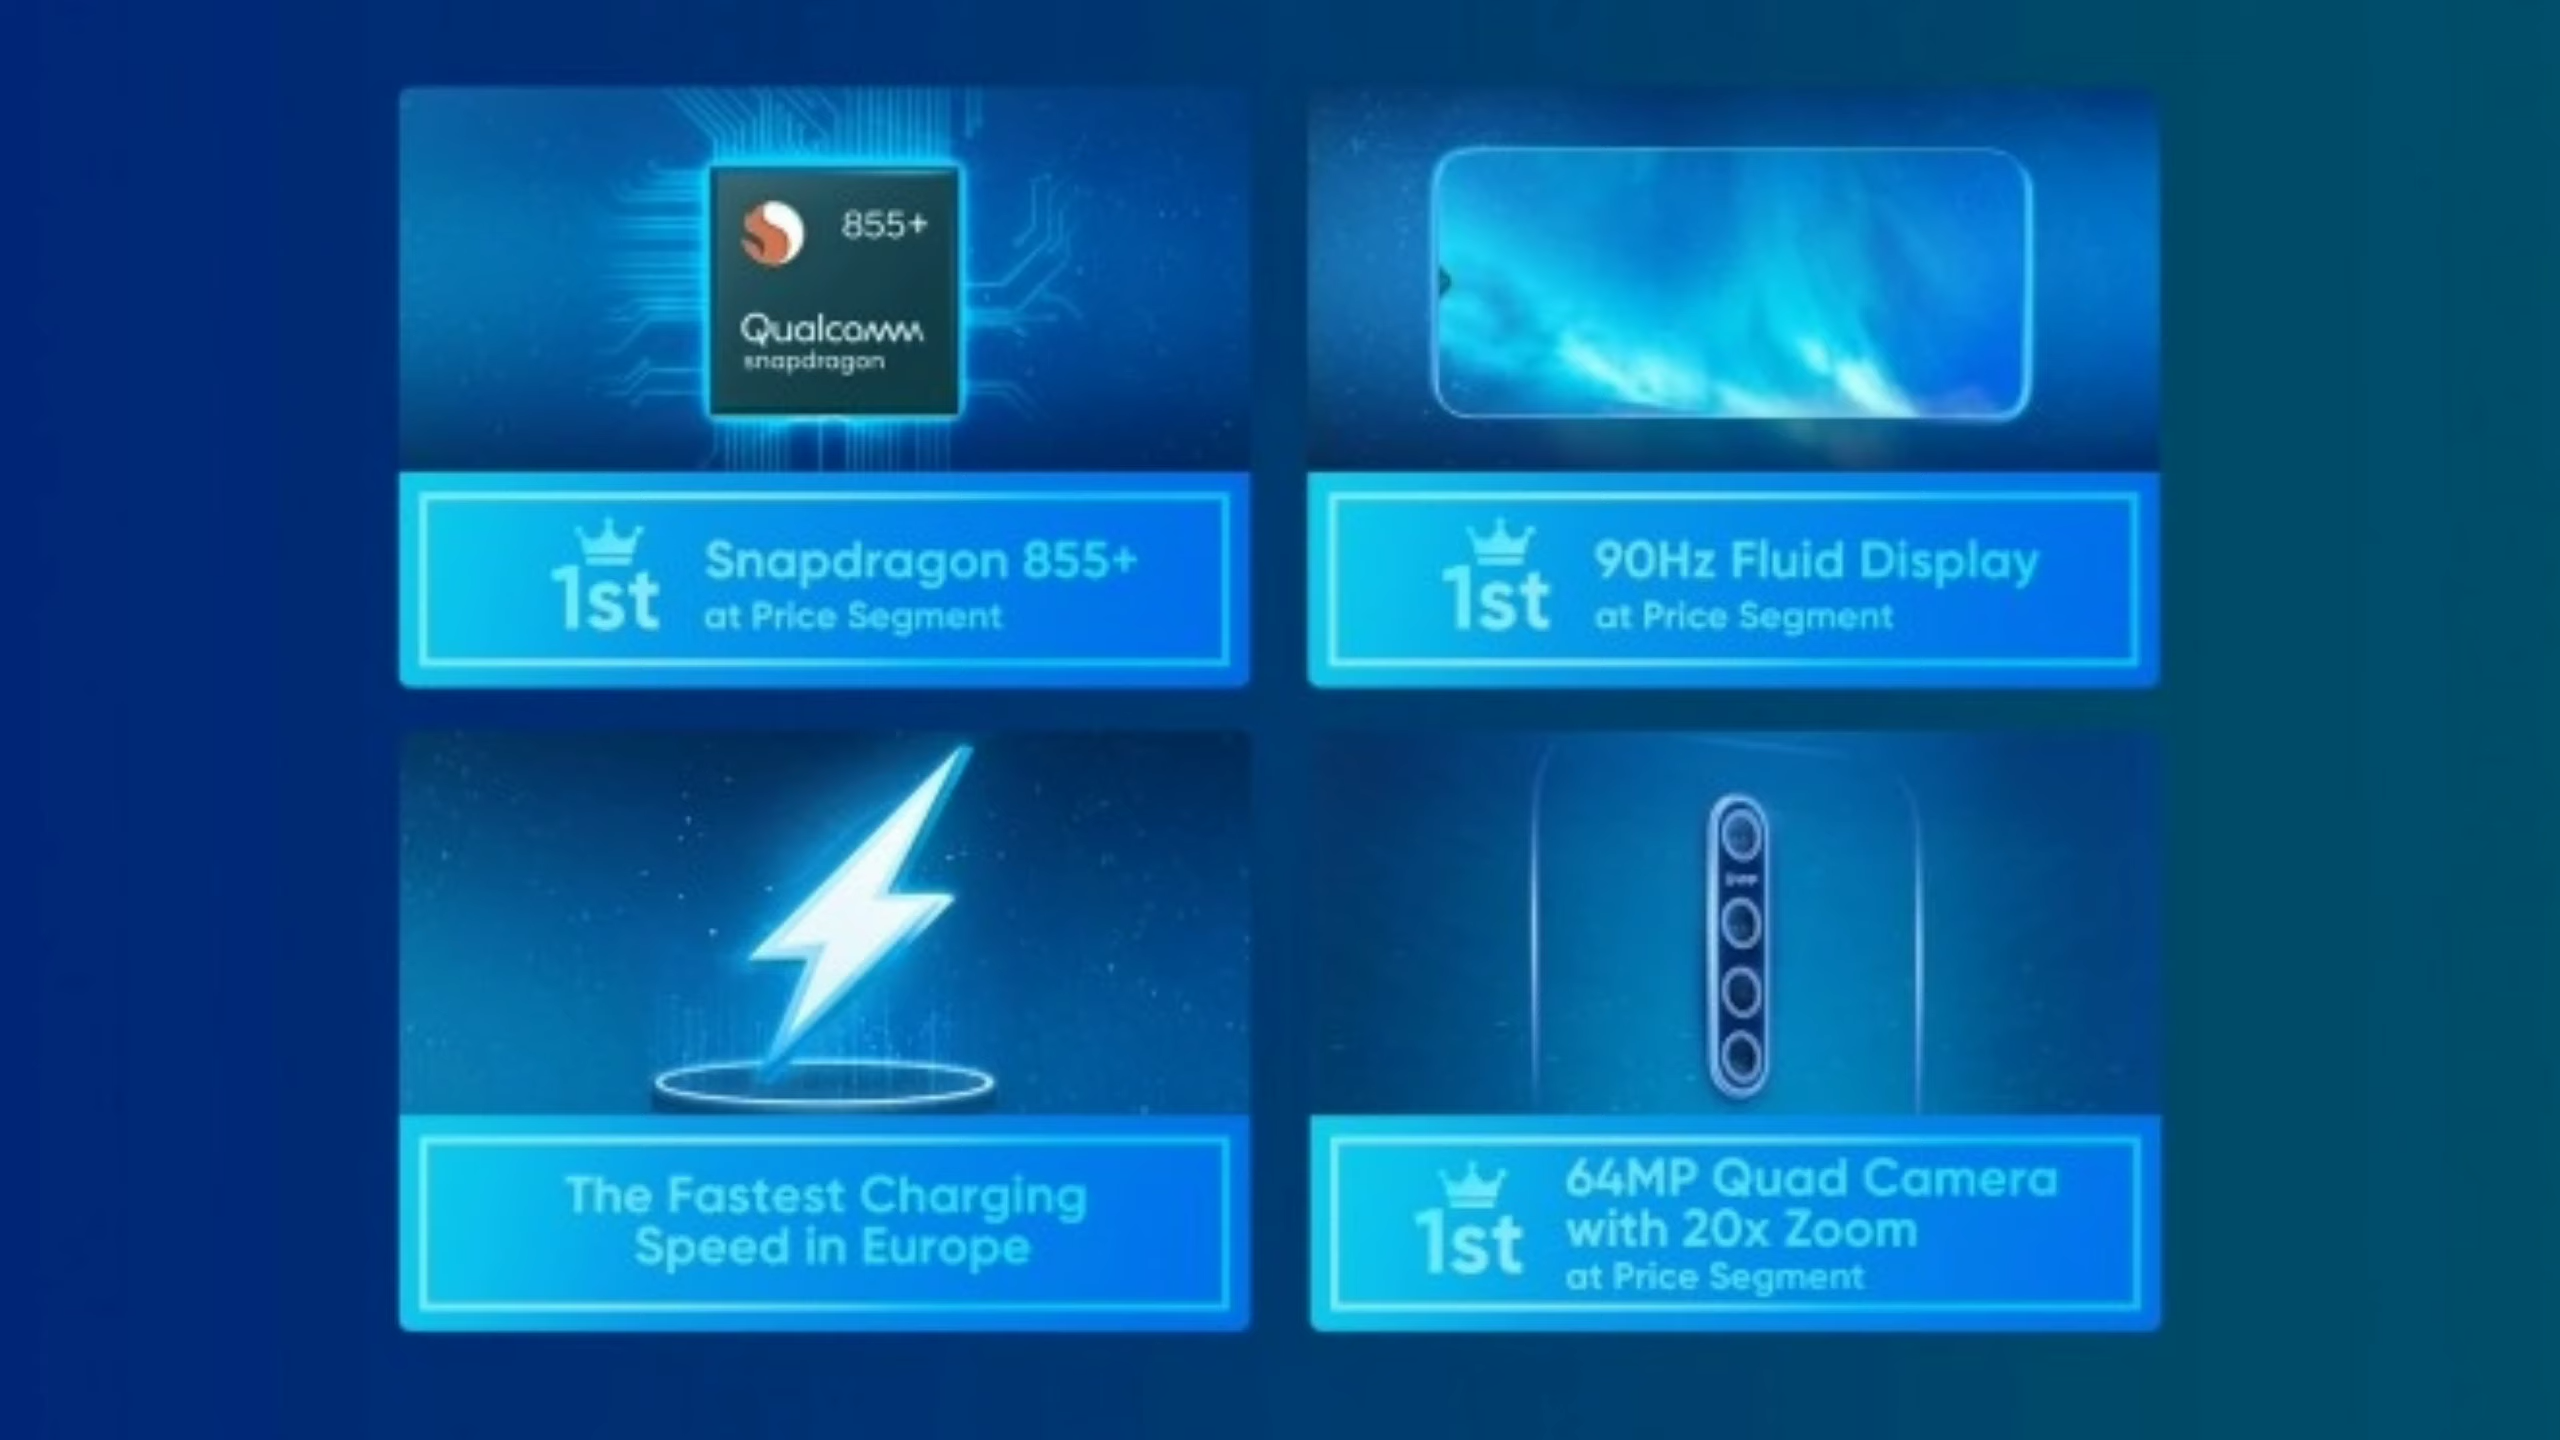 855+
Qualcomm
snapdragon
1st
Snapdragon 855+
at Price Segment
1st
90Hz Fluid Display
at Price Segment
The Fastest Charging
Speed in Europe
1st
64MP Quad Camera
with 20x Zoom
at Price Segment